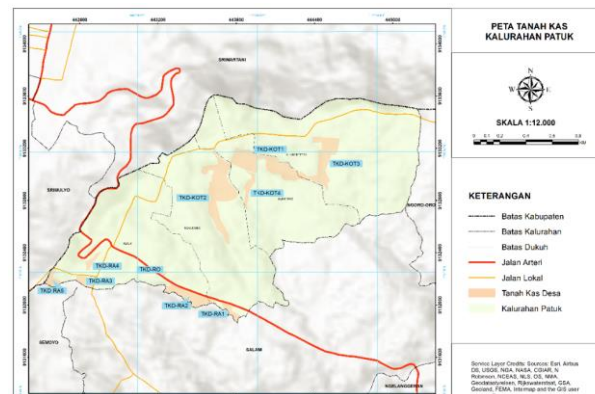 PETA TANAH KAS
KALURAHAN PATUK
N
W
E
S
SKALA 1:12.000
KETERANGAN
Batas Kabupaten
Batas Kalurahan
Batas Dukuh
Jalan Arteri
Jalan Lokal
Tanah Kas Desa
Kalurahan Patuk
SRIMARTANI
SRIMULYO
TKD-KOT1
TKD-KOT3
TKD-KOT2
TKD-KOT4
TKD-RA4
TKD-RO
TKD-RA3
TKD-RA5
TKD-RA2
TKD-RA1
SEMOYO
SALAM
NGLANGGERAN
Service Layer Credits: Sources: Esri, Airbus
DS, USGS, NGA, NASA, CGIAR, N
Robinson, NCEAS, NLS, OS, NMA,
Geodatastyrelsen, Rijkswaterstaat, GSA,
Geoland, FEMA, Intermap and the GIS user